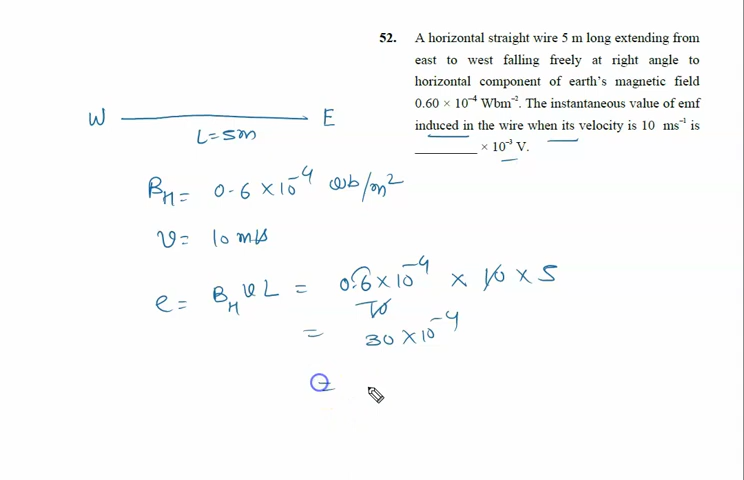 52. A horizontal straight wire 5 m long extending from
east to west falling freely at right angle to
horizontal component of earth's magnetic field
0.60 × 10⁻⁴ Wbm⁻². The instantaneous value of emf
induced in the wire when its velocity is 10 ms⁻¹ is
________ × 10⁻³ V.
W E
L = 5m
B_H = 0.6 × 10⁻⁴ wb/m²
v = 10 m/s
e = B_H v L = 0.6 × 10⁻⁴ × 10 × 5
10
= 30 × 10⁻⁴
=